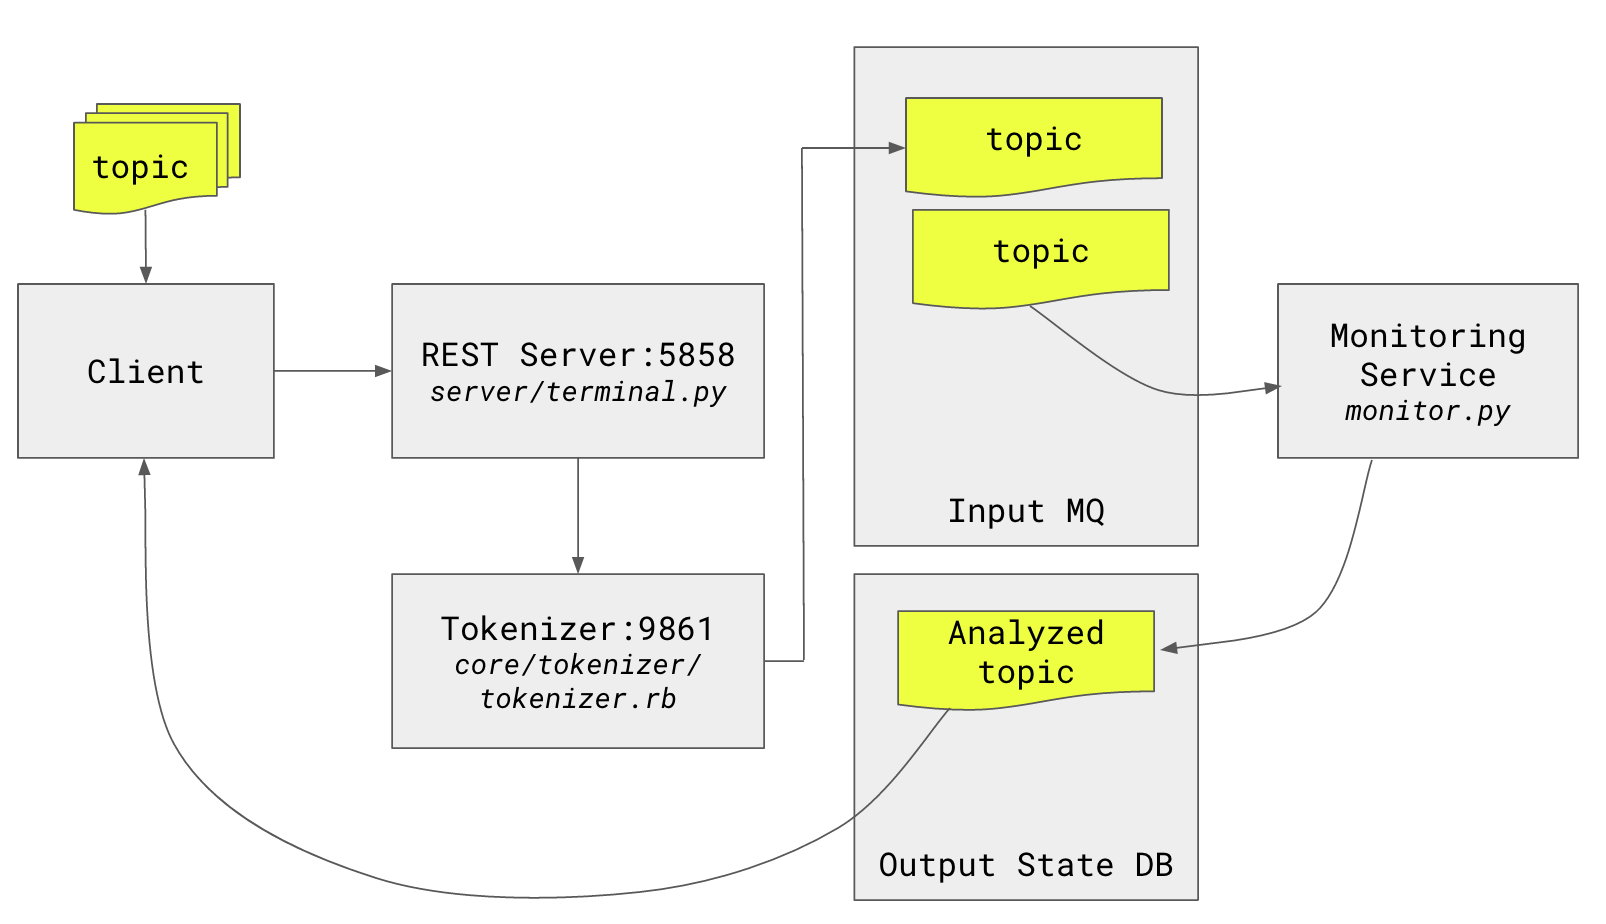 topic
Client
REST Server:5858
server/terminal.py
Tokenizer:9861
core/tokenizer/
tokenizer.rb
topic
topic
Input MQ
Monitoring
Service
monitor.py
Analyzed
topic
Output State DB